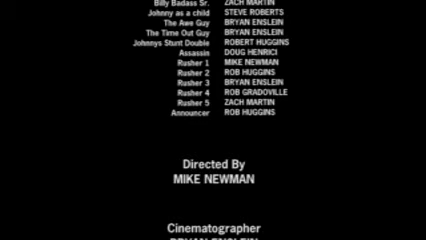 Billy Badass Sr. ZACH MARTIN
Johnny as a child STEVE ROBERTS
The Awe Guy BRYAN ENSLEIN
The Time Out Guy BRYAN ENSLEIN
Johnnys Stunt Double ROBERT HUGGINS
Assassin DOUG HENRICI
Rusher 1 MIKE NEWMAN
Rusher 2 ROB HUGGINS
Rusher 3 BRYAN ENSLEIN
Rusher 4 ROB GRADOVILLE
Rusher 5 ZACH MARTIN
Announcer ROB HUGGINS
Directed By
MIKE NEWMAN
Cinematographer
BRYAN ENSLEIN